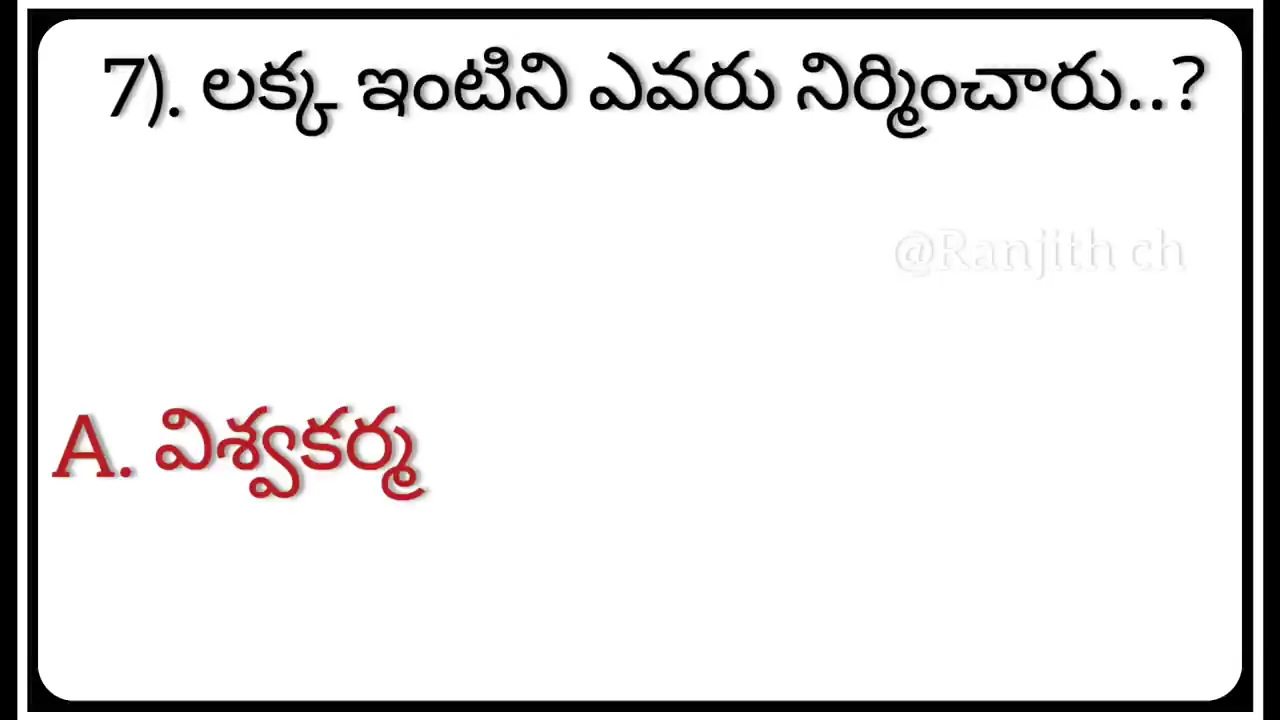 7). లక్క ఇంటిని ఎవరు నిర్మించారు..?
@Ranjith ch
A. విశ్వకర్మ